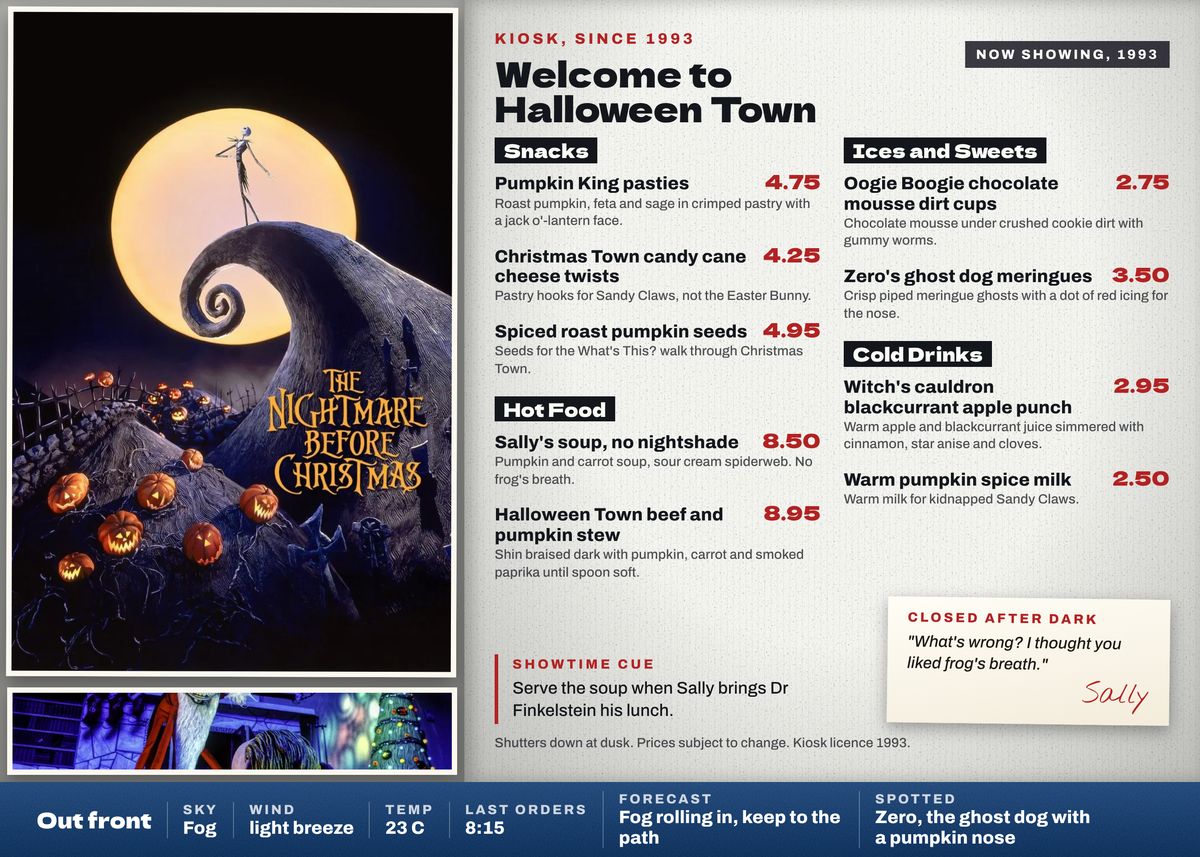 THE
NIGHTMARE
BEFORE
CHRISTMAS
KIOSK, SINCE 1993
NOW SHOWING, 1993
Welcome to
Halloween Town
Snacks
Pumpkin King pasties 4.75
Roast pumpkin, feta and sage in crimped pastry with
a jack o'-lantern face.
Christmas Town candy cane 4.25
cheese twists
Pastry hooks for Sandy Claws, not the Easter Bunny.
Spiced roast pumpkin seeds 4.95
Seeds for the What's This? walk through Christmas
Town.
Hot Food
Sally's soup, no nightshade 8.50
Pumpkin and carrot soup, sour cream spiderweb. No
frog's breath.
Halloween Town beef and 8.95
pumpkin stew
Shin braised dark with pumpkin, carrot and smoked
paprika until spoon soft.
Ices and Sweets
Oogie Boogie chocolate 2.75
mousse dirt cups
Chocolate mousse under crushed cookie dirt with
gummy worms.
Zero's ghost dog meringues 3.50
Crisp piped meringue ghosts with a dot of red icing for
the nose.
Cold Drinks
Witch's cauldron 2.95
blackcurrant apple punch
Warm apple and blackcurrant juice simmered with
cinnamon, star anise and cloves.
Warm pumpkin spice milk 2.50
Warm milk for kidnapped Sandy Claws.
SHOWTIME CUE
Serve the soup when Sally brings Dr
Finkelstein his lunch.
CLOSED AFTER DARK
"What's wrong? I thought you
liked frog's breath."
Sally
Shutters down at dusk. Prices subject to change. Kiosk licence 1993.
Out front
SKY
Fog
WIND
light breeze
TEMP
23 C
LAST ORDERS
8:15
FORECAST
Fog rolling in, keep to the
path
SPOTTED
Zero, the ghost dog with
a pumpkin nose